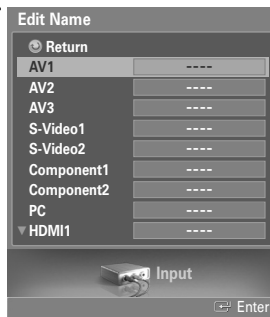 Edit Name
Return
AV1 ----
AV2 ----
AV3 ----
S-Video1 ----
S-Video2 ----
Component1 ----
Component2 ----
PC ----
▼ HDMI1 ----
Input
Enter